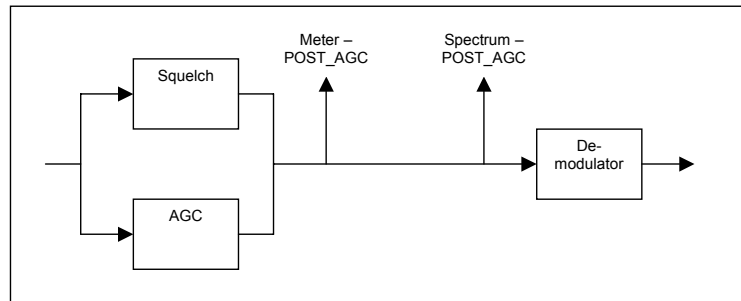 Meter –
POST_AGC
Spectrum –
POST_AGC
Squelch
De-
modulator
AGC